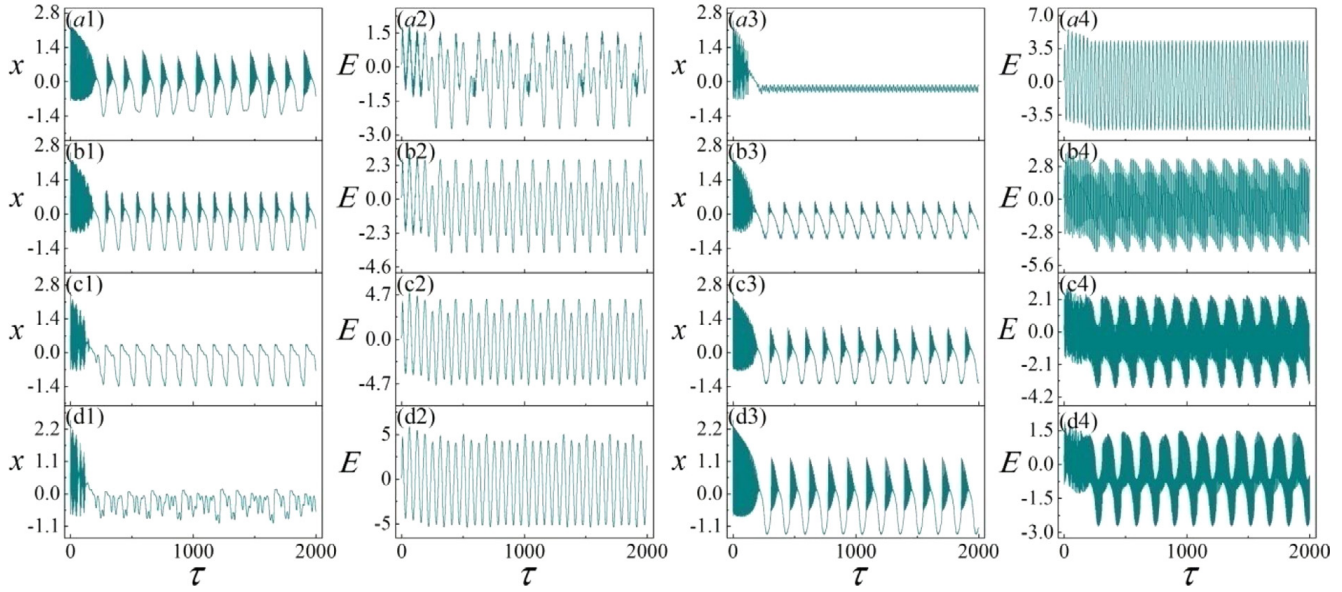 2.8 (a1) (a2) 2.8 (a3) 7.0 (a4)
1.4 1.5 1.4 3.5
x 0.0 E 0.0 x 0.0 E 0.0
-1.4 -1.5 -1.4 -3.5
-3.0
2.8 (b1) (b2) 2.8 (b3) (b4)
1.4 2.3 1.4 2.8
x 0.0 E 0.0 x 0.0 E 0.0
-1.4 -2.3 -1.4 -2.8
-4.6 -5.6
2.8 (c1) (c2) 2.8 (c3) (c4)
1.4 4.7 1.4 2.1
x 0.0 E 0.0 x 0.0 E 0.0
-1.4 -4.7 -1.4 -2.1
-4.2
(d1) (d2) (d3) (d4)
2.2 5 2.2 1.5
1.1 1.1
x 0.0 E 0 x 0.0 E 0.0
-1.1 -5 -1.1 -1.5
-3.0
0 1000 2000 0 1000 2000 0 1000 2000 0 1000 2000
τ τ τ τ